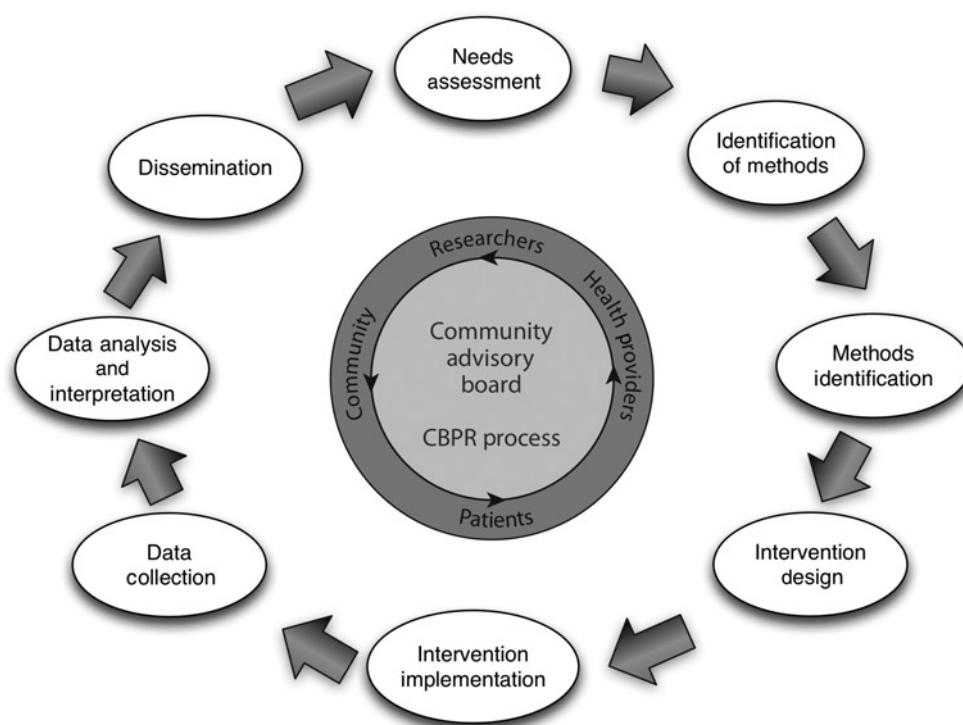 Needs
assessment
Identification
of methods
Methods
identification
Intervention
design
Intervention
implementation
Data
collection
Data analysis
and
interpretation
Dissemination
Researchers
Health providers
Patients
Community
Community
advisory
board
CBPR process